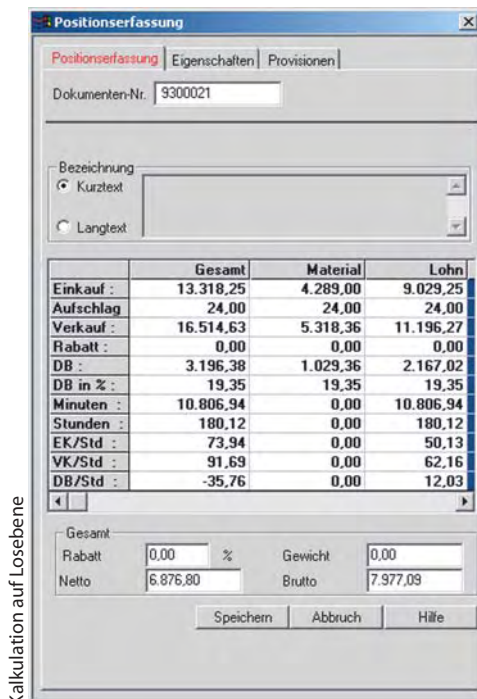 Positionserfassung
Positionserfassung Eigenschaften Provisionen
Dokumenten-Nr. 9300021
Bezeichnung
Kurztext
Langtext
Gesamt Material Lohn
Einkauf : 13.318,25 4.289,00 9.029,25
Aufschlag 24,00 24,00 24,00
Verkauf : 16.514,63 5.318,36 11.196,27
Rabatt : 0,00 0,00 0,00
DB : 3.196,38 1.029,36 2.167,02
DB in % : 19,35 19,35 19,35
Minuten : 10.806,94 0,00 10.806,94
Stunden : 180,12 0,00 180,12
EK/Std : 73,94 0,00 50,13
VK/Std : 91,69 0,00 62,16
DB/Std : -35,76 0,00 12,03
Gesamt
Rabatt 0,00 % Gewicht 0,00
Netto 6.876,80 Brutto 7.977,09
Speichern Abbruch Hilfe
Kalkulation auf Losebene